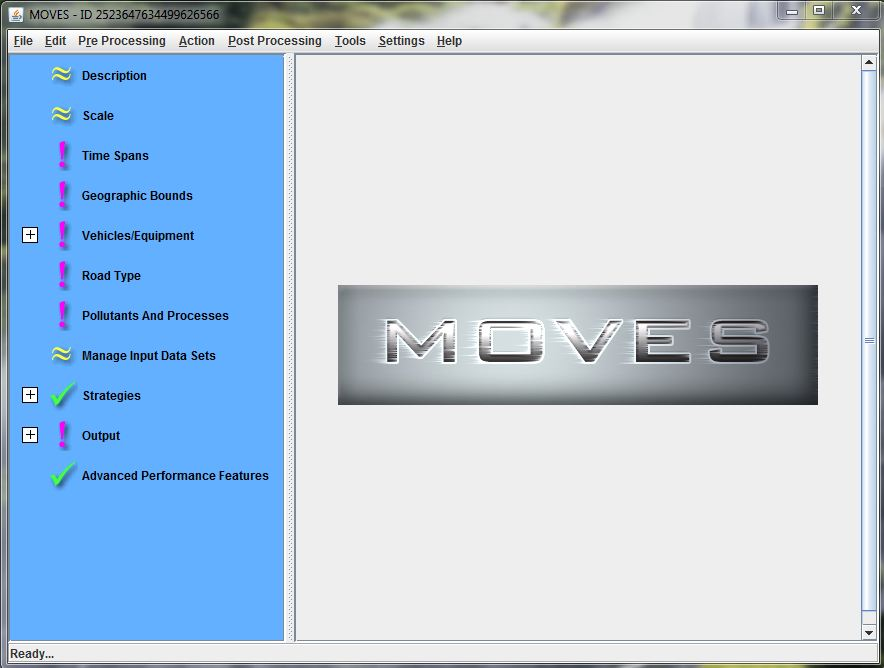 MOVES - ID 2523647634499626566
File Edit Pre Processing Action Post Processing Tools Settings Help
Description
Scale
Time Spans
Geographic Bounds
Vehicles/Equipment
Road Type
Pollutants And Processes
Manage Input Data Sets
Strategies
Output
Advanced Performance Features
MOVES
Ready...